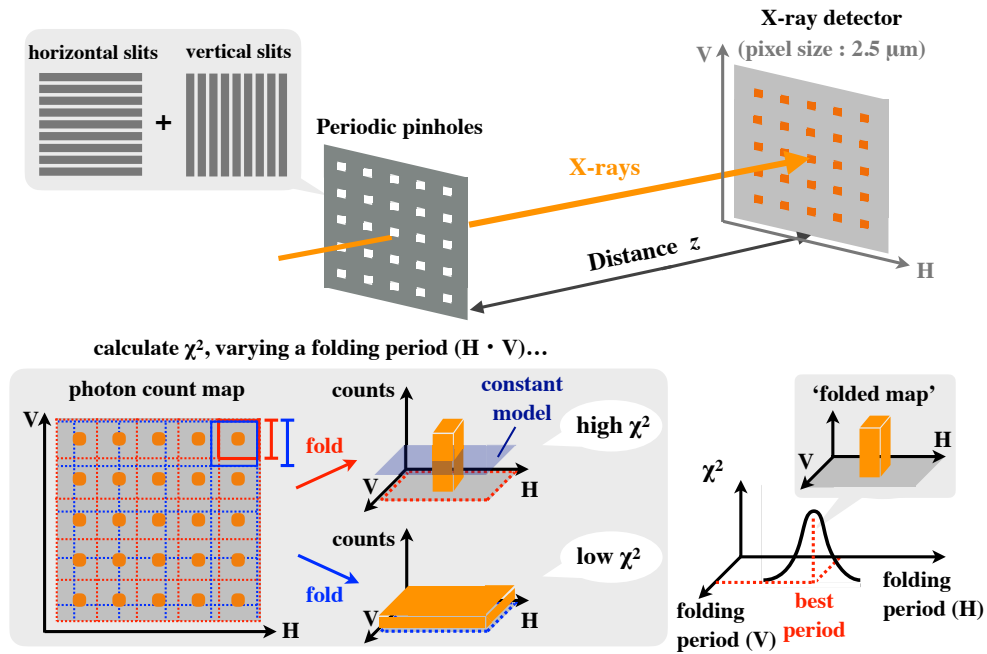 horizontal slits
vertical slits
+
Periodic pinholes
X-rays
X-ray detector
(pixel size : 2.5 µm)
V
H
Distance z
calculate χ², varying a folding period (H・V)…
photon count map
V
H
fold
fold
counts
constant
model
V
H
high χ²
counts
V
H
low χ²
‘folded map’
V
H
χ²
folding
period (V)
best
period
folding
period (H)